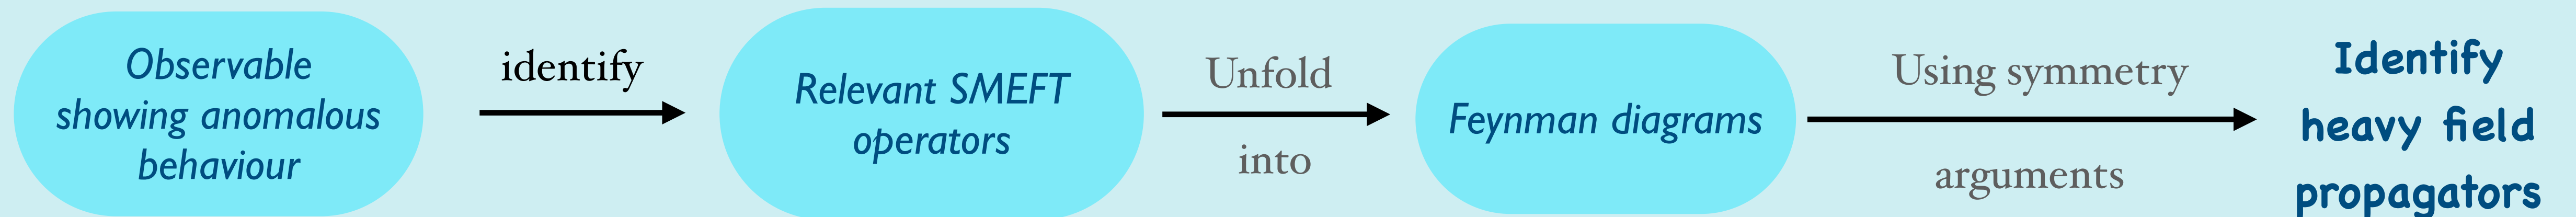 Observable
showing anomalous
behaviour
identify
Relevant SMEFT
operators
Unfold
into
Feynman diagrams
Using symmetry
arguments
Identify
heavy field
propagators